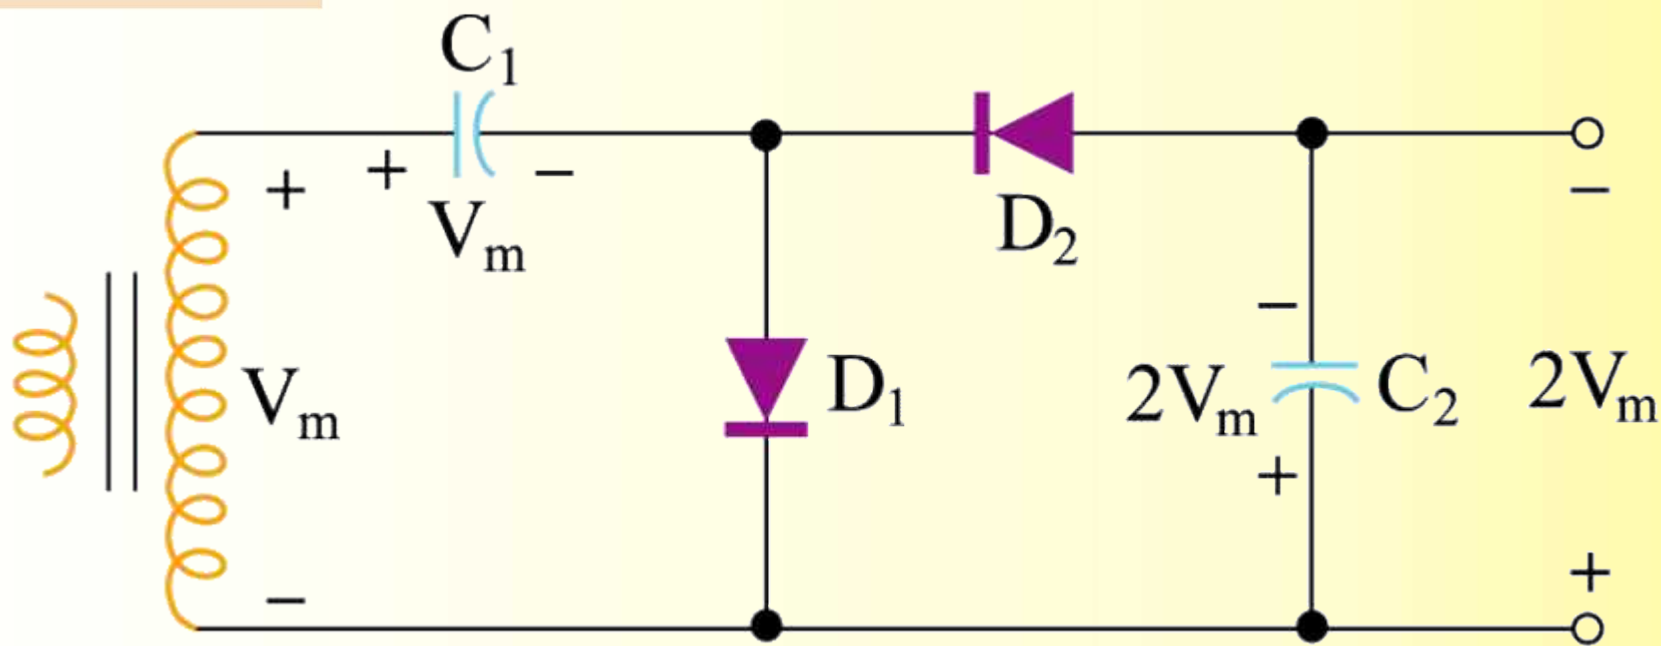 C₁
+ + −
Vₘ
D₂
−
−
Vₘ
D₁
2Vₘ
C₂
2Vₘ
+
+
−